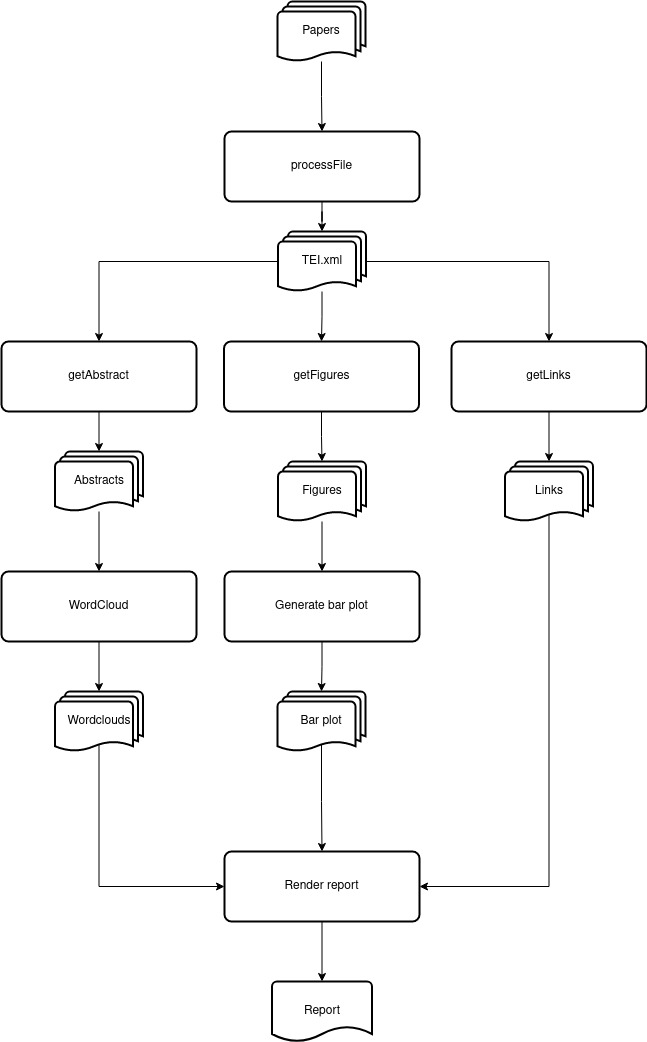 Papers
processFile
TEI.xml
getAbstract
getFigures
getLinks
Abstracts
Figures
Links
WordCloud
Generate bar plot
Wordclouds
Bar plot
Render report
Report